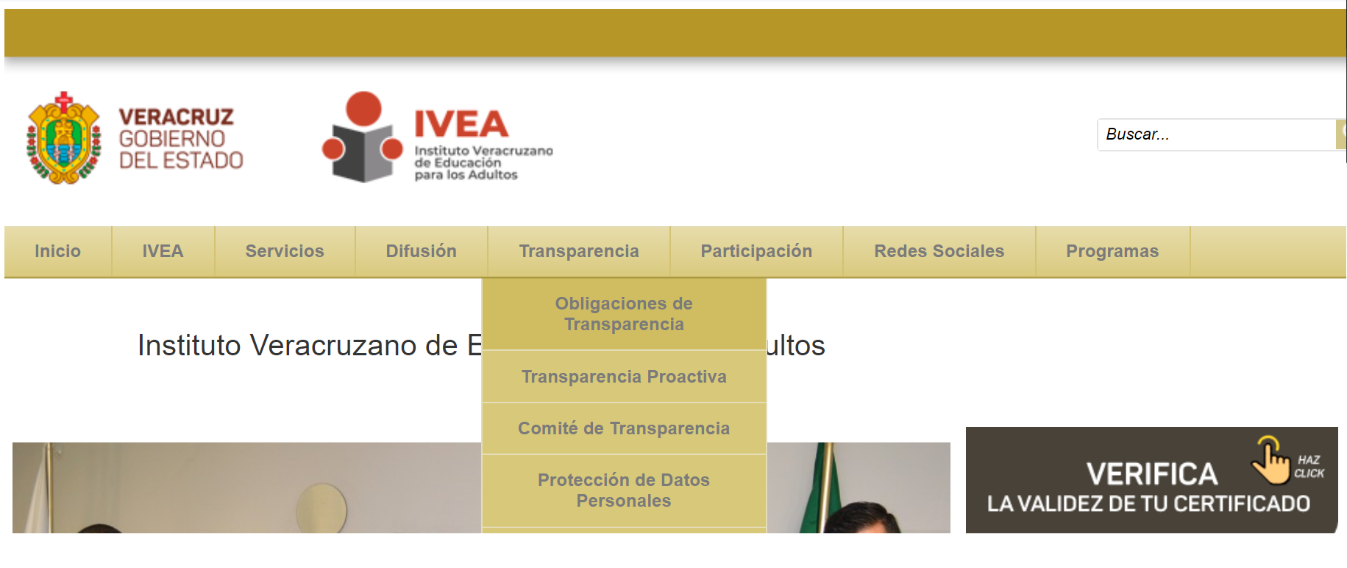 VERACRUZ
GOBIERNO
DEL ESTADO
IVEA
Instituto Veracruzano
de Educación
para los Adultos
Buscar...
Inicio
IVEA
Servicios
Difusión
Transparencia
Participación
Redes Sociales
Programas
Obligaciones de
Transparencia
Transparencia Proactiva
Comité de Transparencia
Protección de Datos
Personales
Instituto Veracruzano de E ultos
VERIFICA
HAZ
CLICK
LA VALIDEZ DE TU CERTIFICADO